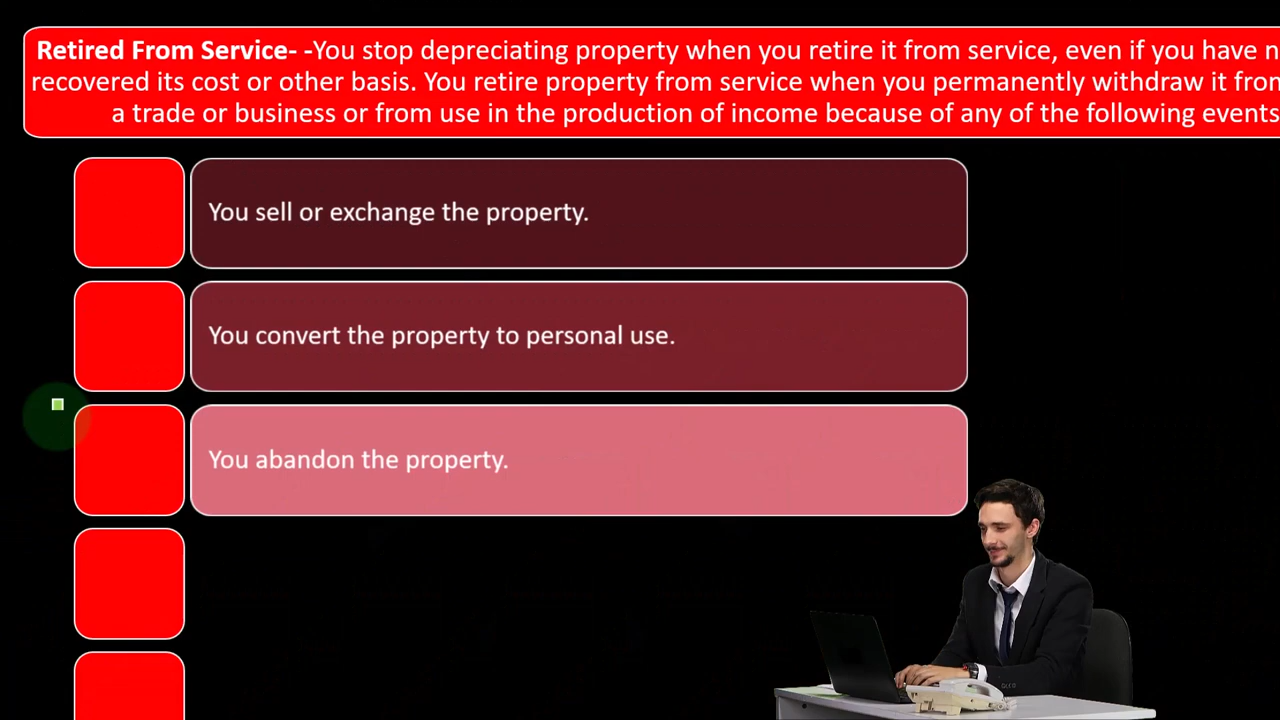 Retired From Service- -You stop depreciating property when you retire it from service, even if you have n
recovered its cost or other basis. You retire property from service when you permanently withdraw it fro
a trade or business or from use in the production of income because of any of the following events
You sell or exchange the property.
You convert the property to personal use.
You abandon the property.